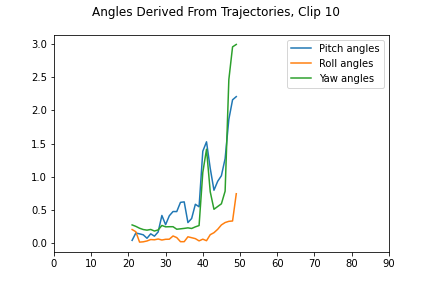 Angles Derived From Trajectories, Clip 10
Pitch angles
Roll angles
Yaw angles
3.0
2.5
2.0
1.5
1.0
0.5
0.0
0 10 20 30 40 50 60 70 80 90